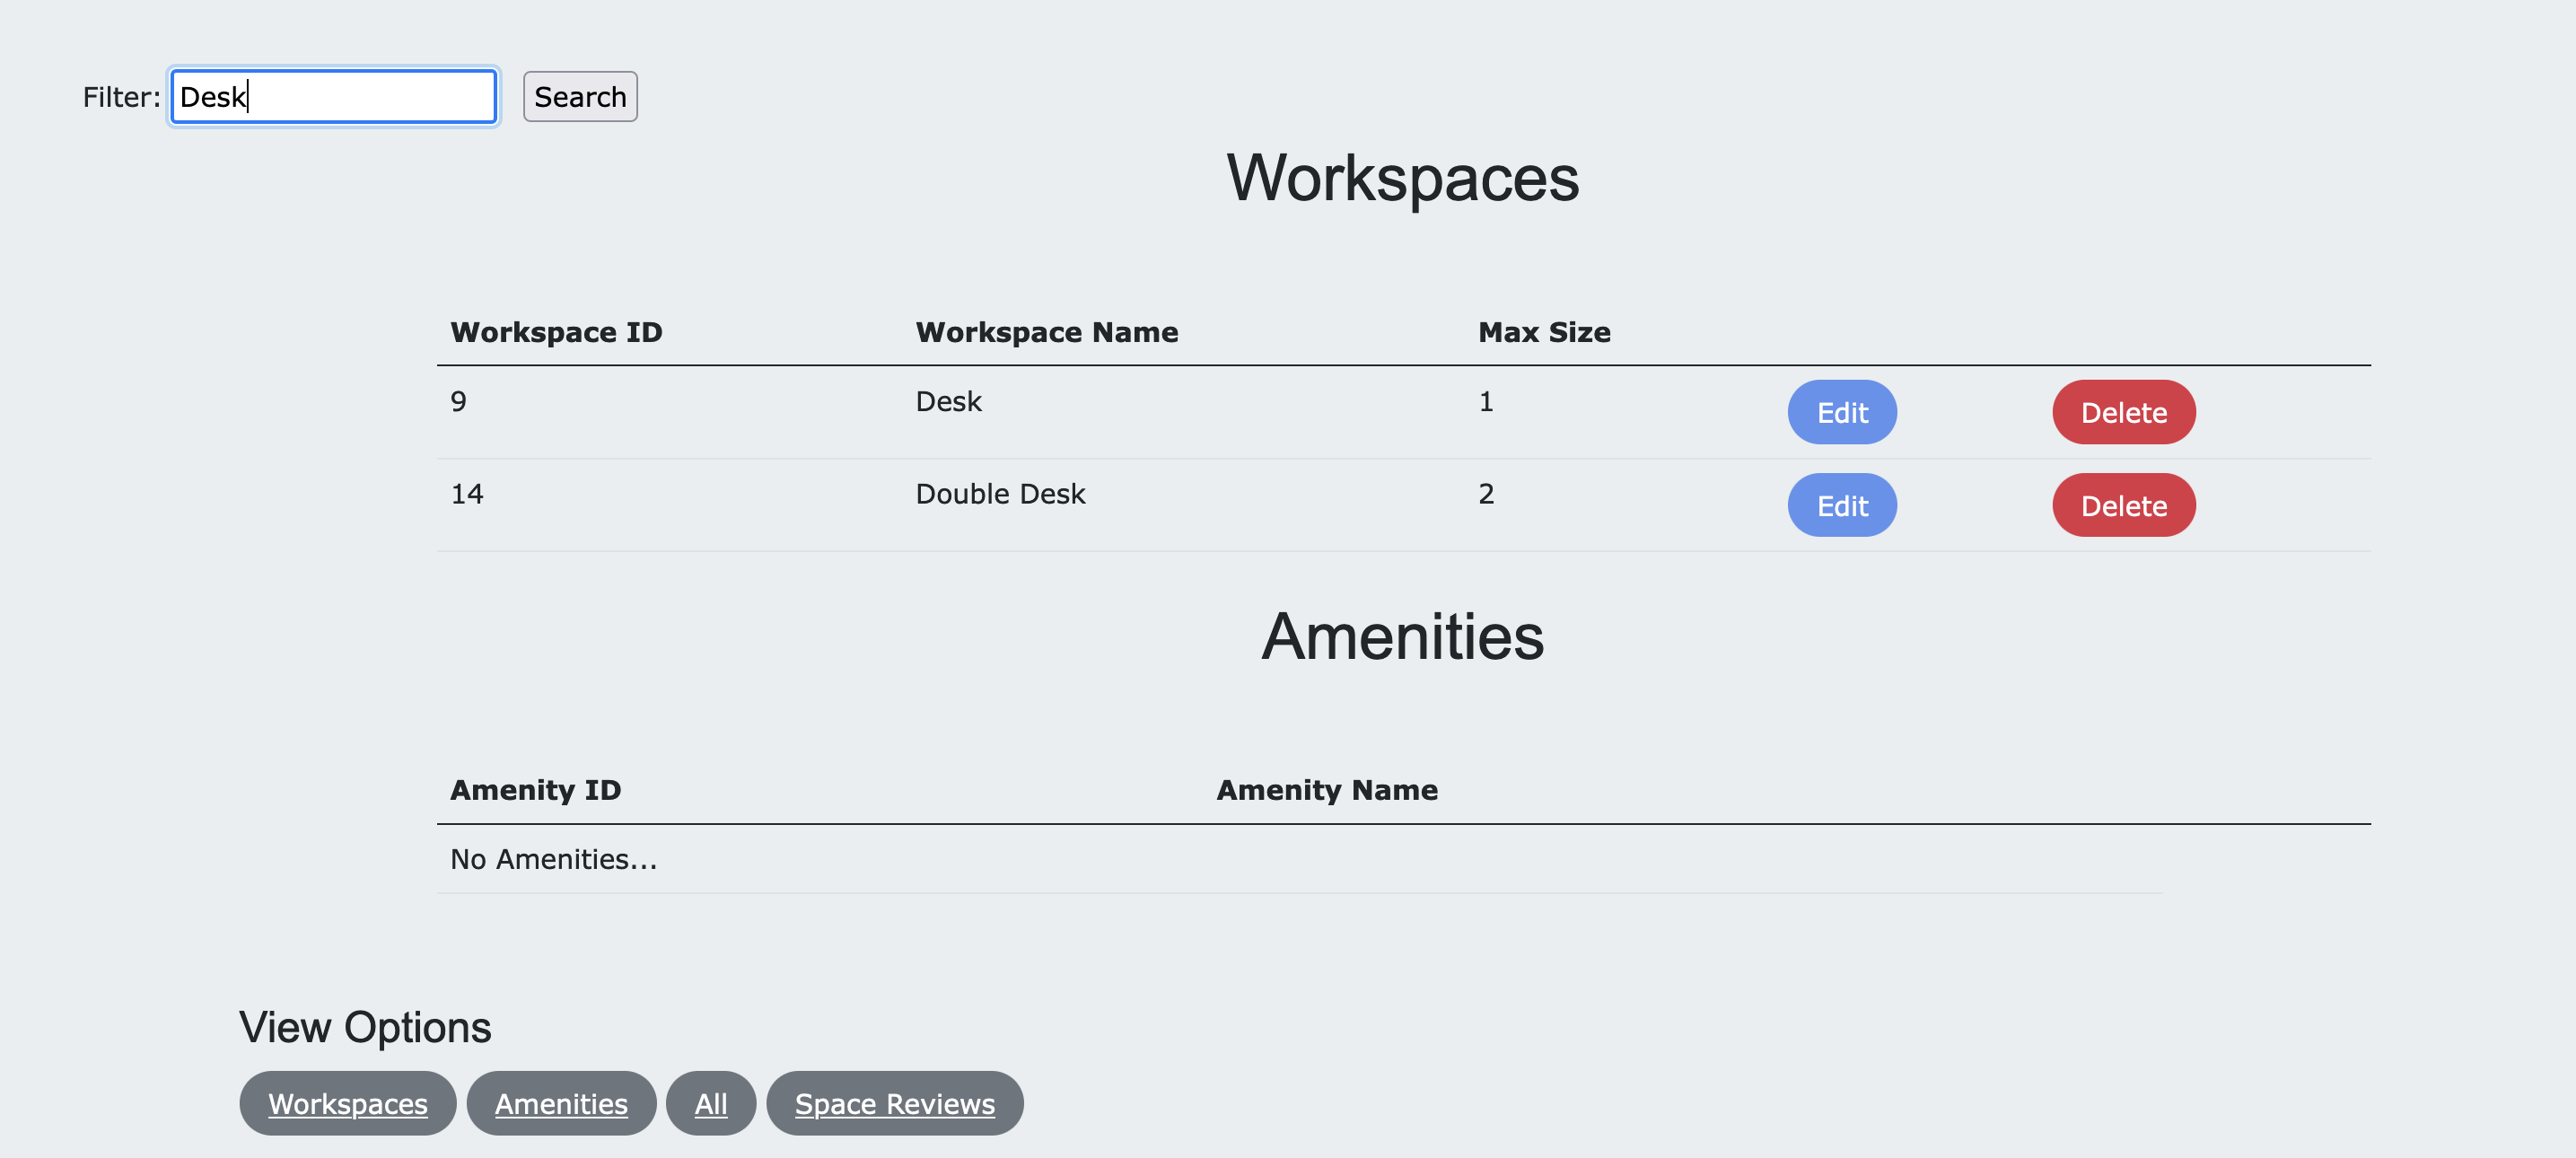 Filter: Desk Search
Workspaces
Workspace ID Workspace Name Max Size
9 Desk 1 Edit Delete
14 Double Desk 2 Edit Delete
Amenities
Amenity ID Amenity Name
No Amenities...
View Options
Workspaces Amenities All Space Reviews